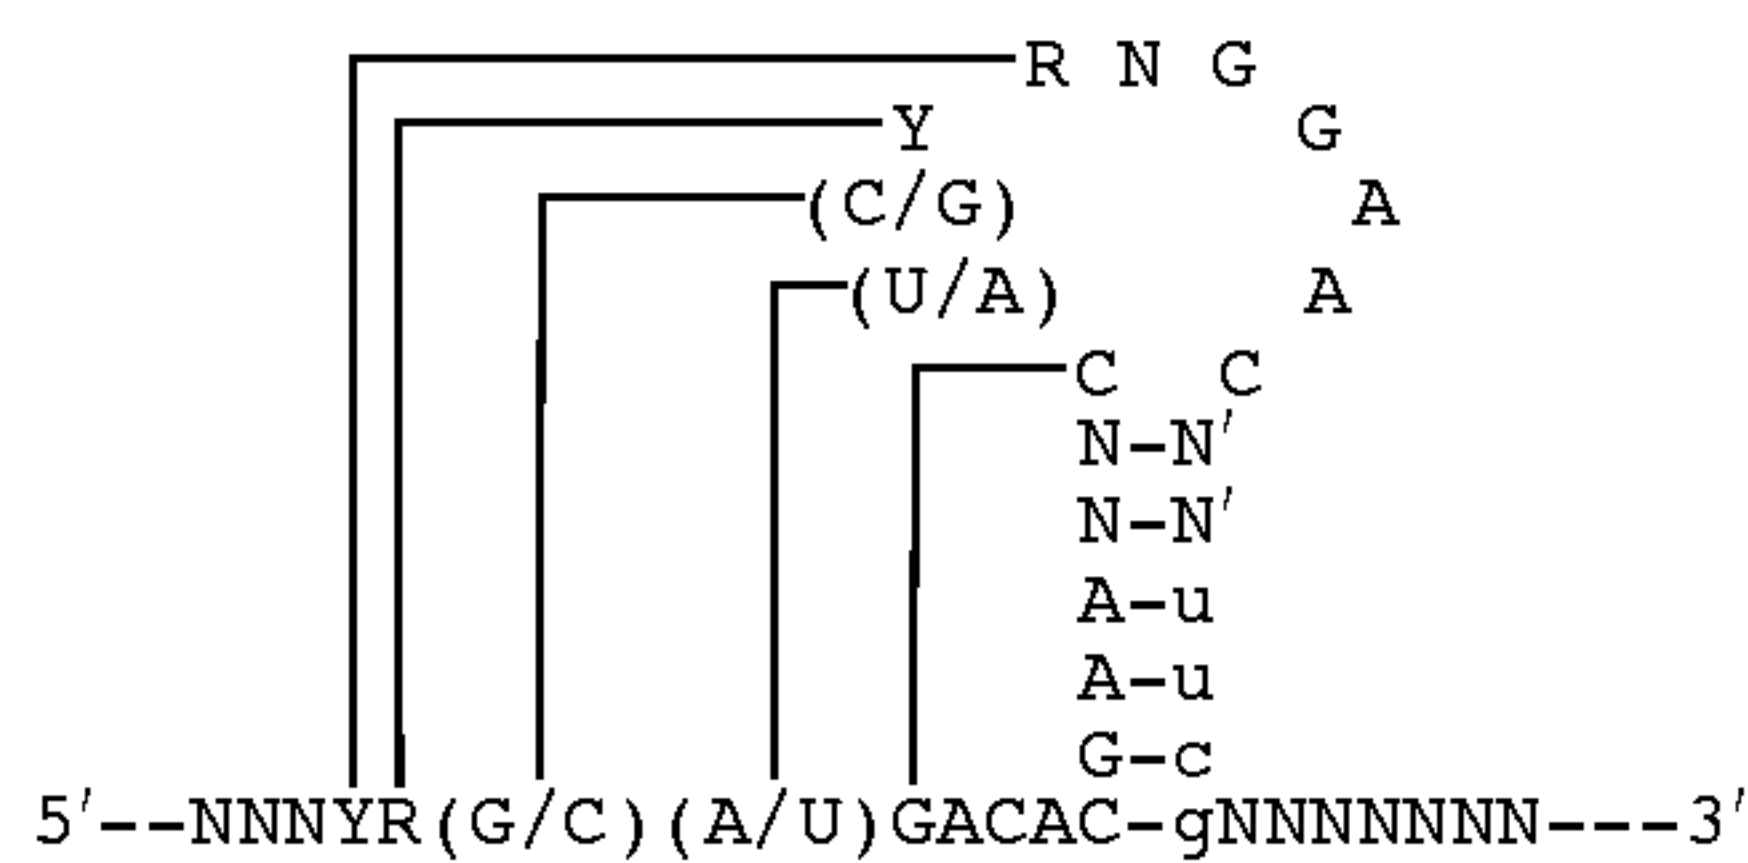 R N G
Y G
(C/G) A
(U/A) A
C C
N-N'
N-N'
A-u
A-u
G-c
5'--NNNYR(G/C)(A/U)GACAC-gNNNNNNN---3'